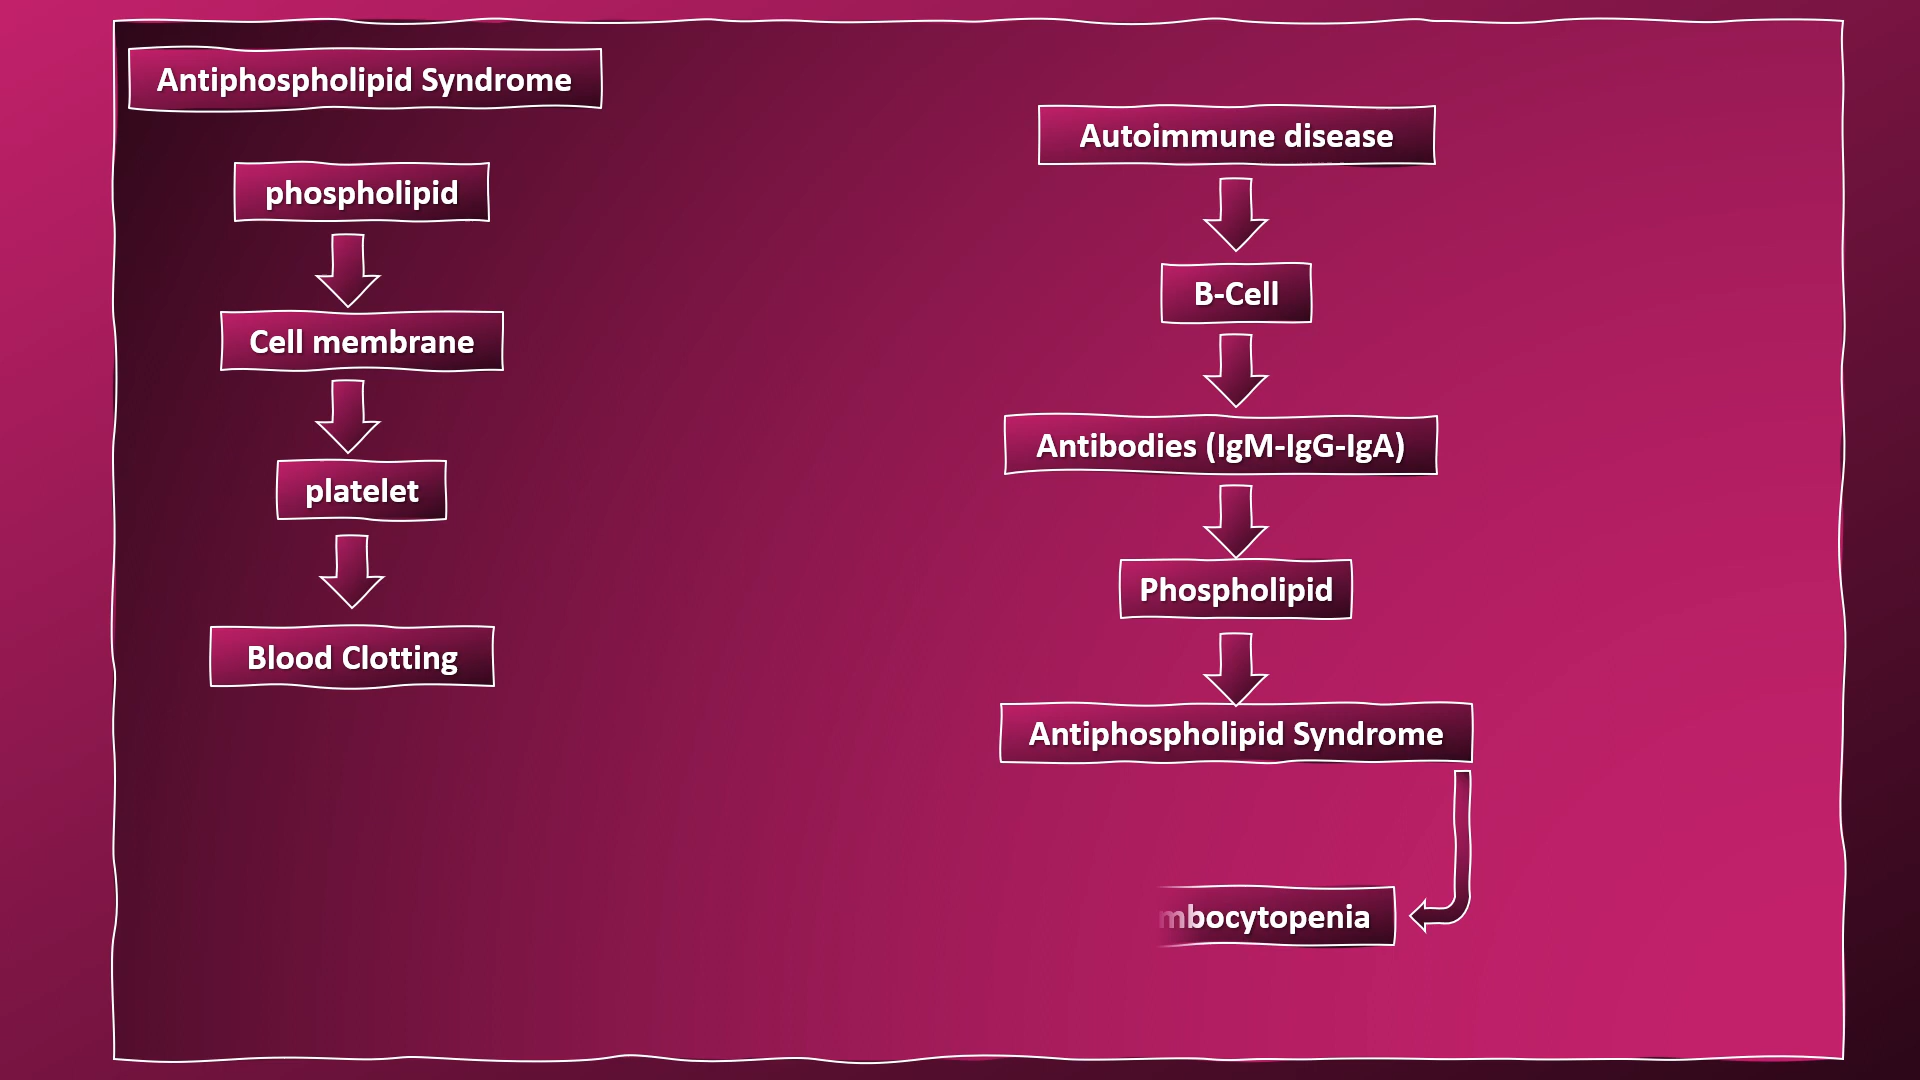 Antiphospholipid Syndrome
phospholipid
Cell membrane
platelet
Blood Clotting
Autoimmune disease
B-Cell
Antibodies (IgM-IgG-IgA)
Phospholipid
Antiphospholipid Syndrome
mbocytopenia